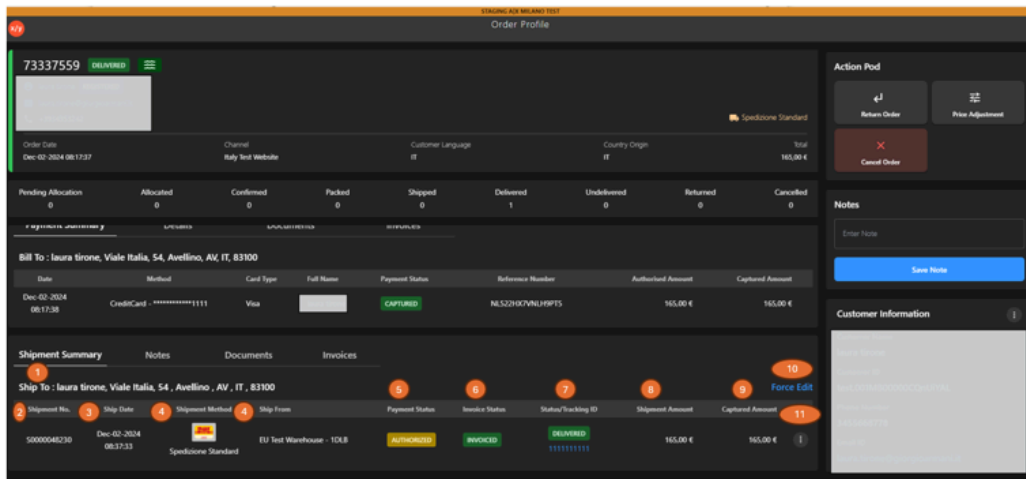 STAGING A|X MILANO TEST
x/y
Order Profile
73337559 DELIVERED
Spedizione Standard
Order Date Channel Customer Language Country Origin Total
Dec-02-2024 08:17:37 Italy Test Website IT IT 165,00 €
Pending Allocation Allocated Confirmed Packed Shipped Delivered Undelivered Returned Cancelled
0 0 0 0 0 1 0 0 0
Payment Summary Details Documents Invoices
Bill To : laura tirone, Viale Italia, 54, Avellino, AV, IT, 83100
Date Method Card Type Full Name Payment Status Reference Number Authorised Amount Captured Amount
Dec-02-2024
08:17:38
CreditCard - ************1111 Visa CAPTURED NL522HX7VNLH9PT5 165,00 € 165,00 €
Shipment Summary Notes Documents Invoices
1
Ship To : laura tirone, Viale Italia, 54 , Avellino , AV , IT , 83100
10
Force Edit
5 6 7 8 9
2 Shipment No. 3 Ship Date 4 Shipment Method 4 Ship From Payment Status Invoice Status Status/Tracking ID Shipment Amount Captured Amount 11
S0000048230 Dec-02-2024
08:37:33
DHL
Spedizione Standard
EU Test Warehouse - 1DLB AUTHORIZED INVOICED DELIVERED
1111111111
165,00 € 165,00 €
Action Pod
Return Order Price Adjustment
Cancel Order
Notes
Enter Note
Save Note
Customer Information